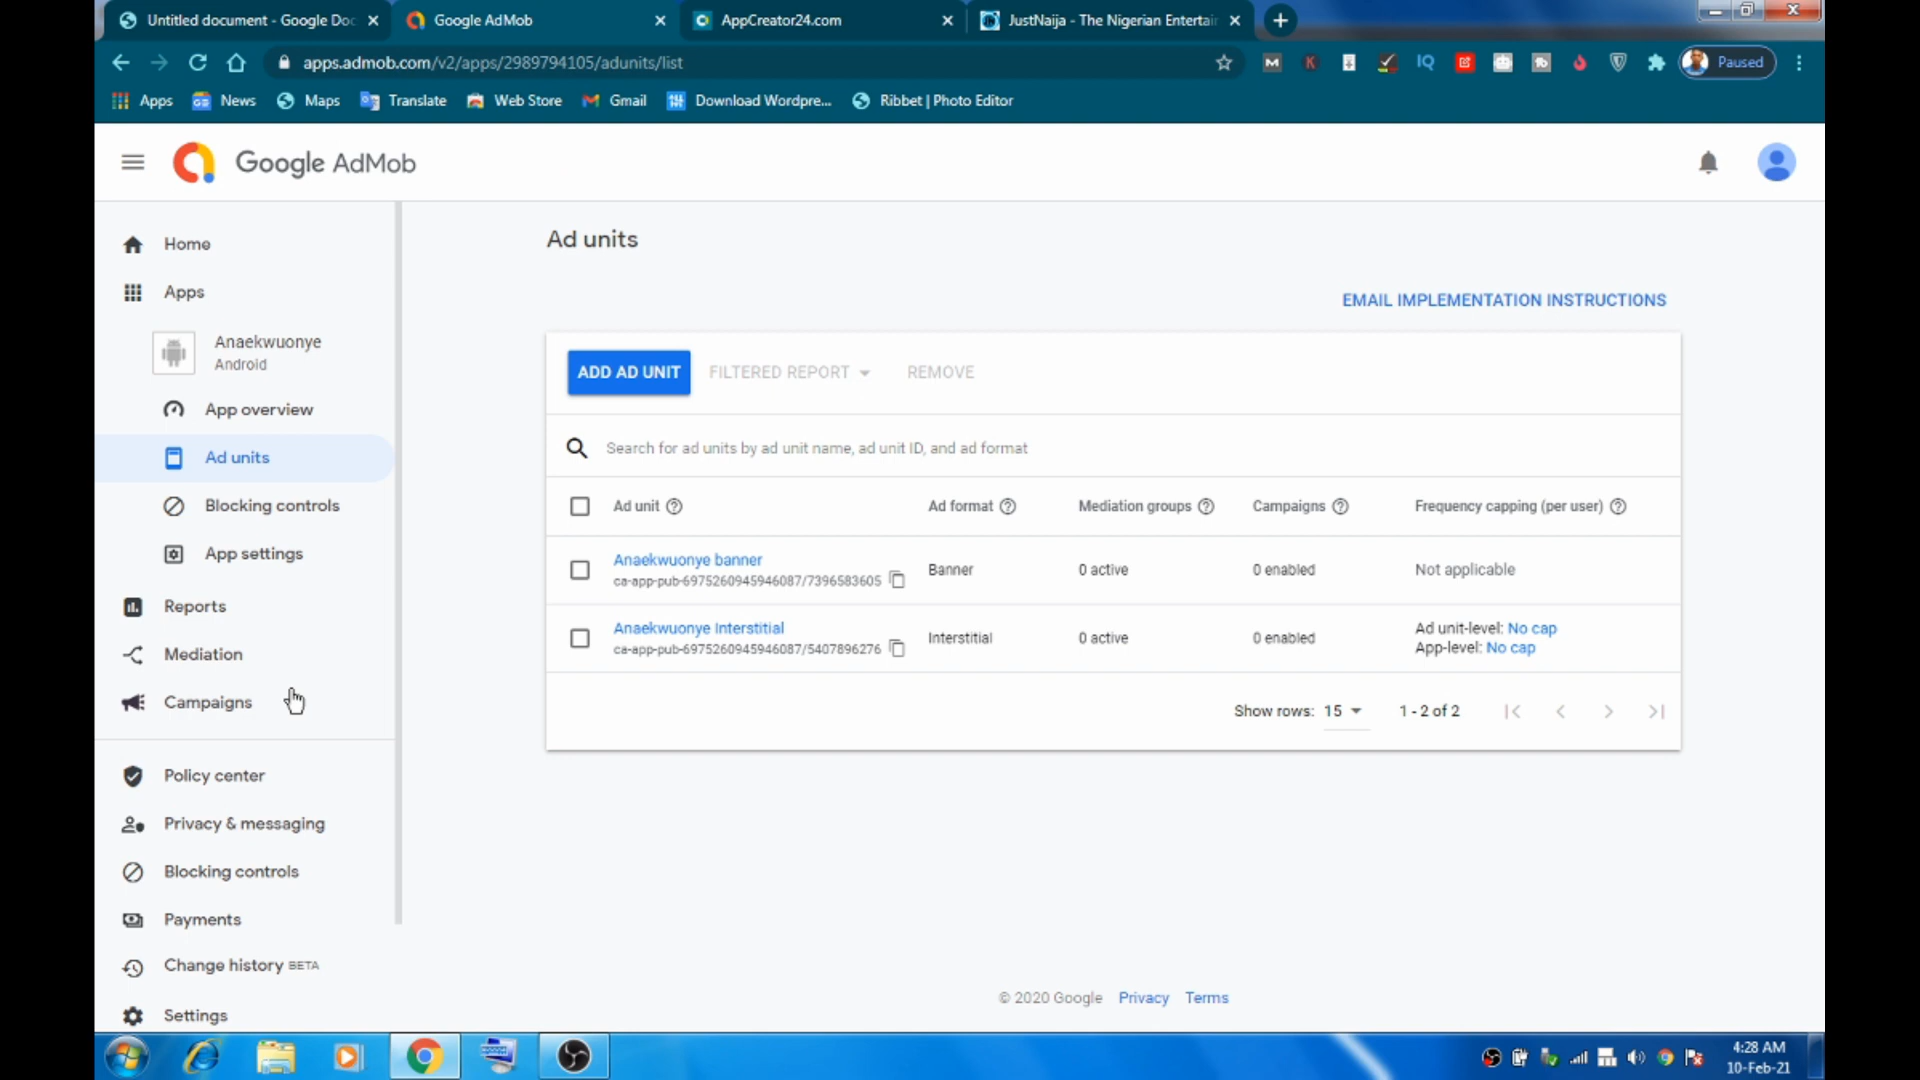 Untitled document - Google Doc
Google AdMob
AppCreator24.com
JustNaija - The Nigerian Entertai
apps.admob.com/v2/apps/2989794105/adunits/list
Paused
Apps
News
Maps
Translate
Web Store
Gmail
Download Wordpre...
Ribbet | Photo Editor
Google AdMob
Home
Apps
Anaekwuonye
Android
App overview
Ad units
Blocking controls
App settings
Reports
Mediation
Campaigns
Policy center
Privacy & messaging
Blocking controls
Payments
Change history BETA
Settings
Ad units
EMAIL IMPLEMENTATION INSTRUCTIONS
ADD AD UNIT
FILTERED REPORT
REMOVE
Search for ad units by ad unit name, ad unit ID, and ad format
Ad unit
Ad format
Mediation groups
Campaigns
Frequency capping (per user)
Anaekwuonye banner
ca-app-pub-6975260945946087/7396583605
Banner
0 active
0 enabled
Not applicable
Anaekwuonye Interstitial
ca-app-pub-6975260945946087/5407896276
Interstitial
0 active
0 enabled
Ad unit-level: No cap
App-level: No cap
Show rows: 15
1 - 2 of 2
© 2020 Google
Privacy
Terms
4:28 AM
10-Feb-21